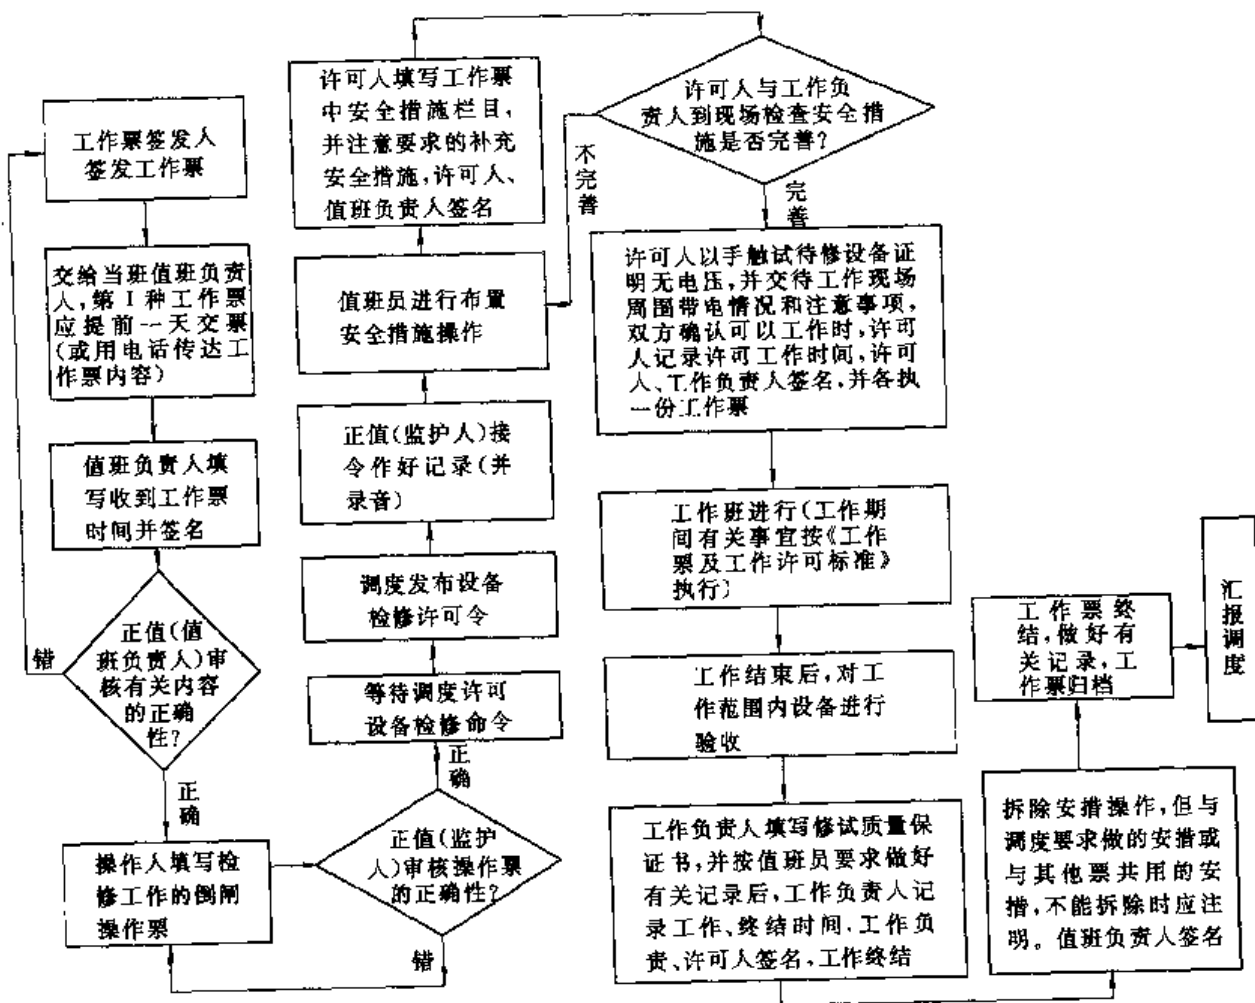 工作票签发人
签发工作票
交给当班值班负责
人,第Ⅰ种工作票
应提前一天交票
(或用电话传达工
作票内容)
值班负责人填
写收到工作票
时间并签名
正值(值
班负责人)审
核有关内容
的正确
性?
错
正
确
操作人填写检
修工作的倒闸
操作票
正值(监护
人)审核操作票
的正确性?
错
正
确
等待调度许可
设备检修命令
调度发布设备
检修许可令
正值(监护人)接
令作好记录(并
录音)
值班员进行布置
安全措施操作
许可人填写工作票
中安全措施栏目,
并注意要求的补充
安全措施,许可人、
值班负责人签名
许可人与工作负
责人到现场检查安全措
施是否完善?
不
完
善
完
善
许可人以手触试待修设备证
明无电压,并交待工作现场
周围带电情况和注意事项,
双方确认可以工作时,许可
人记录许可工作时间,许可
人、工作负责人签名,并各执
一份工作票
工作班进行(工作期
间有关事宜按《工作
票及工作许可标准》
执行)
工作结束后,对工
作范围内设备进行
验收
工作负责人填写修试质量保
证书,并按值班员要求做好
有关记录后,工作负责人记
录工作、终结时间,工作负
责、许可人签名,工作终结
拆除安措操作,但与
调度要求做的安措或
与其他票共用的安
措,不能拆除时应注
明。值班负责人签名
工作票终
结,做好有
关记录,工
作票归档
汇
报
调
度